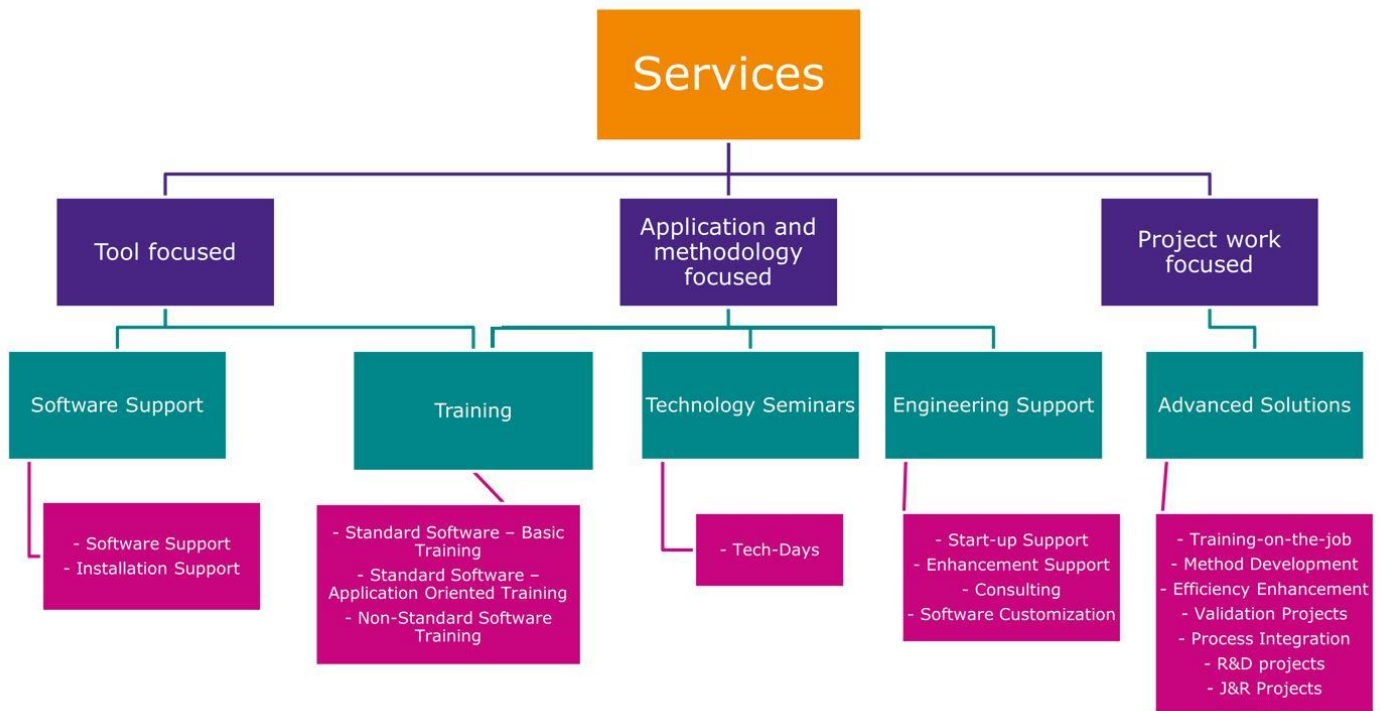 Services
Tool focused
Application and
methodology
focused
Project work
focused
Software Support
Training
Technology Seminars
Engineering Support
Advanced Solutions
- Software Support
- Installation Support
- Standard Software – Basic
Training
- Standard Software –
Application Oriented Training
- Non-Standard Software
Training
- Tech-Days
- Start-up Support
- Enhancement Support
- Consulting
- Software Customization
- Training-on-the-job
- Method Development
- Efficiency Enhancement
- Validation Projects
- Process Integration
- R&D projects
- J&R Projects